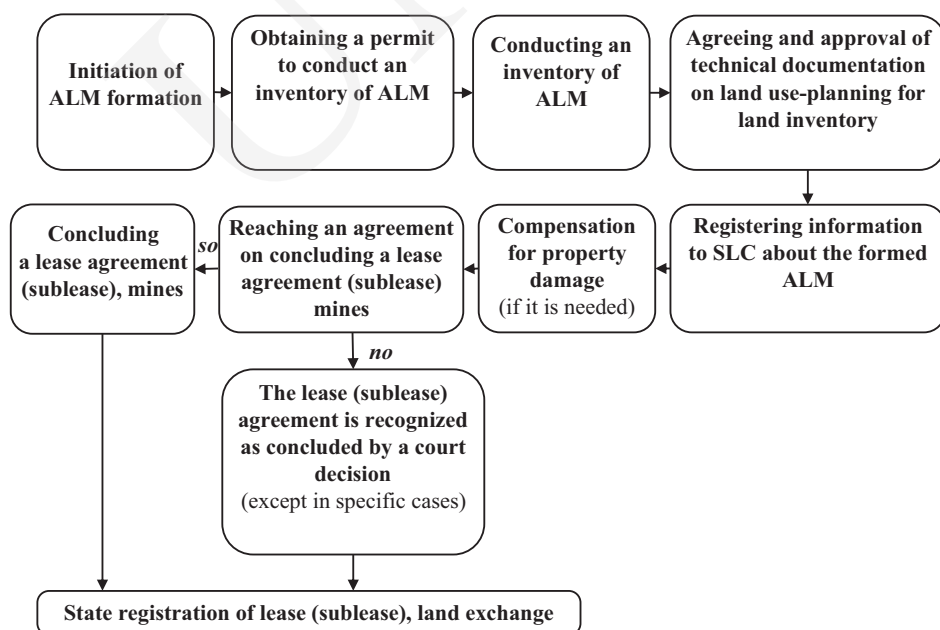 Initiation of
ALM formation
Obtaining a permit
to conduct an
inventory of ALM
Conducting an
inventory of
ALM
Agreeing and approval of
technical documentation
on land use-planning for
land inventory
Registering information
to SLC about the formed
ALM
Compensation
for property
damage
(if it is needed)
Reaching an agreement
on concluding a lease
agreement (sublease)
mines
so
Concluding
a lease agreement
(sublease), mines
no
The lease (sublease)
agreement is recognized
as concluded by a court
decision
(except in specific cases)
State registration of lease (sublease), land exchange